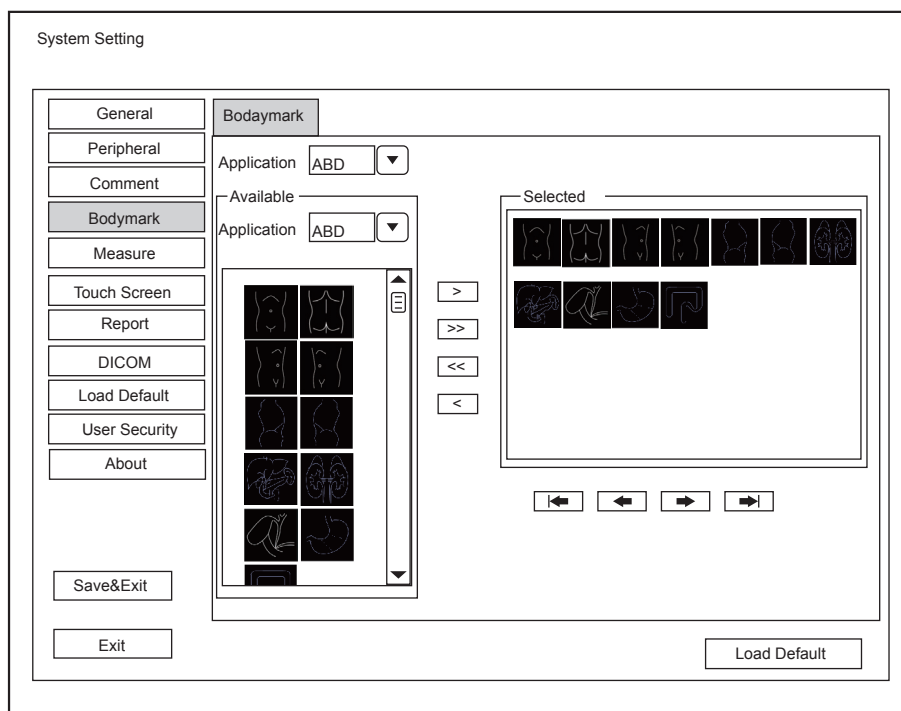 System Setting
General
Peripheral
Comment
Bodymark
Measure
Touch Screen
Report
DICOM
Load Default
User Security
About
Save&Exit
Exit
Bodaymark
Application ABD
Available
Application ABD
>
>>
<<
<
Selected
Load Default